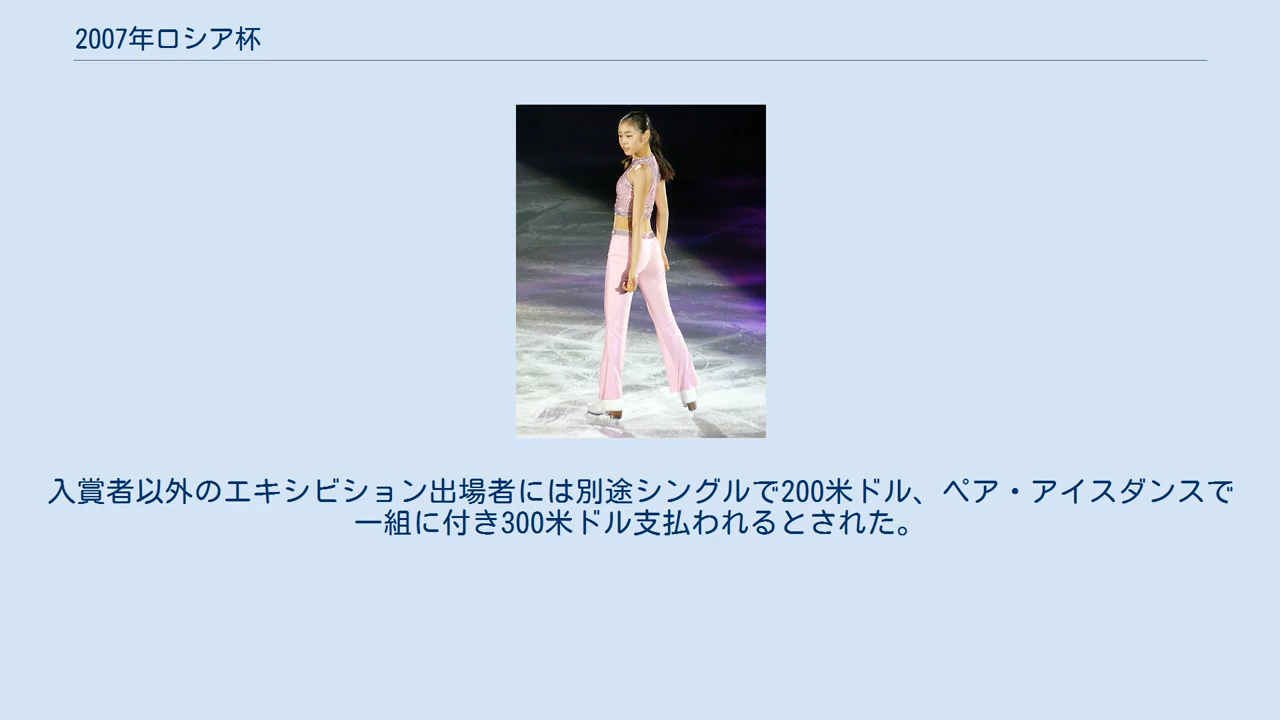 2007年ロシア杯
入賞者以外のエキシビション出場者には別途シングルで200米ドル、ペア・アイスダンスで
一組に付き300米ドル支払われるとされた。